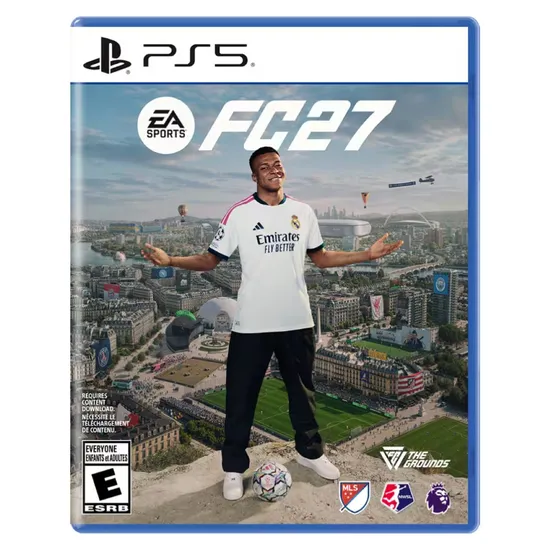 PS5
EA
SPORTS
FC27
Emirates
FLY BETTER
REQUIRES
CONTENT
DOWNLOAD.
NÉCESSITE LE
TÉLÉCHARGEMENT
DE CONTENU.
EVERYONE
ENFANTS et ADULTES
E
ESRB
THE
GROUNDS
MLS
NWSL